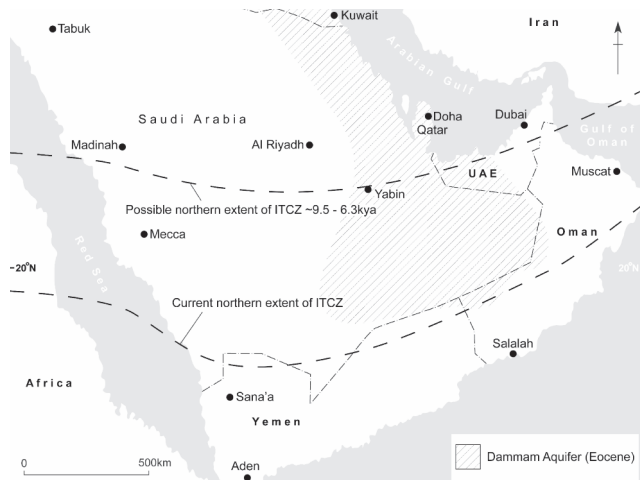 Kuwait
Iran
Tabuk
Arabian Gulf
Saudi Arabia
Doha
Qatar
Dubai
Gulf of
Oman
Madinah
Al Riyadh
UAE
Muscat
Yabin
Possible northern extent of ITCZ ~9.5 - 6.3kya
Mecca
Oman
Red Sea
20°N
20°N
Current northern extent of ITCZ
Salalah
Africa
Sana'a
Yemen
Dammam Aquifer (Eocene)
0
500km
Aden